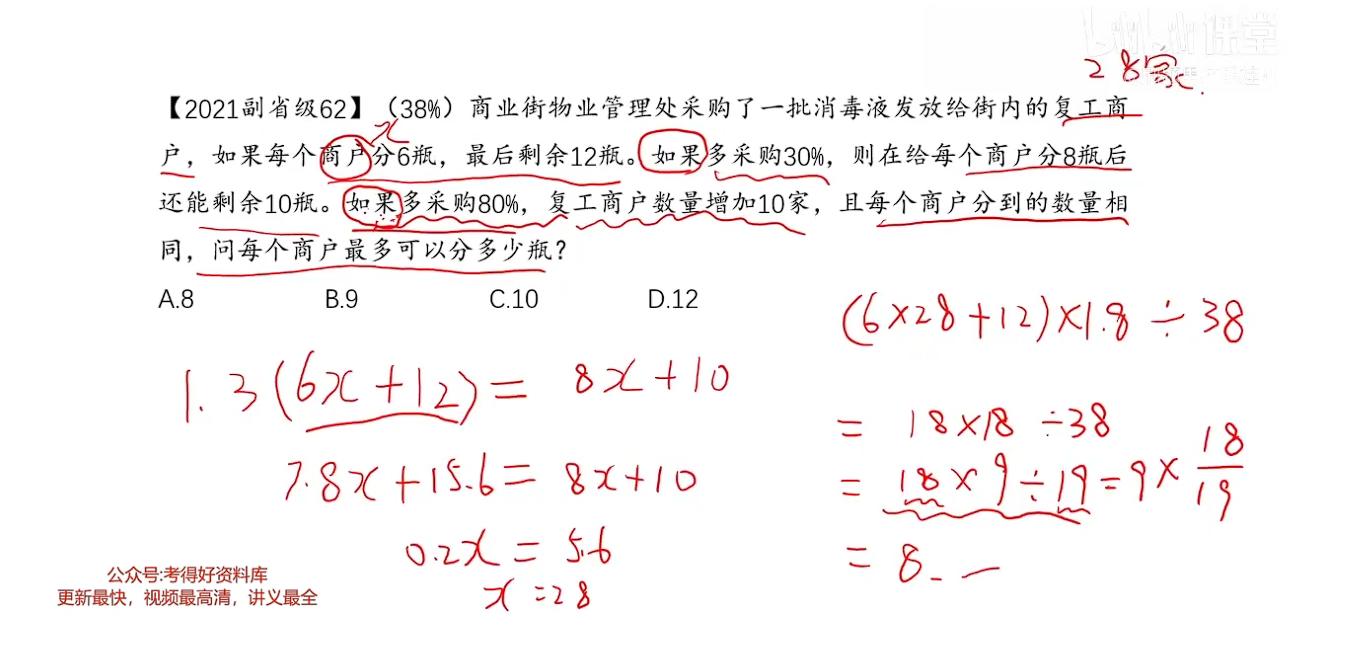 课堂
28家.
【2021副省级62】（38%）商业街物业管理处采购了一批消毒液发放给街内的复工商
x
户，如果每个商户分6瓶，最后剩余12瓶。如果多采购30%，则在给每个商户分8瓶后
还能剩余10瓶。如果多采购80%，复工商户数量增加10家，且每个商户分到的数量相
同，问每个商户最多可以分多少瓶？
A.8 B.9 C.10 D.12
1.3(6x+12)= 8x+10
7.8x+15.6=8x+10
0.2x=5.6
x=28
(6×28+12)×1.8÷38
= 18×18÷38
= 18×9÷19=9×18/19
= 8.
公众号:考得好资料库
更新最快，视频最高清，讲义最全